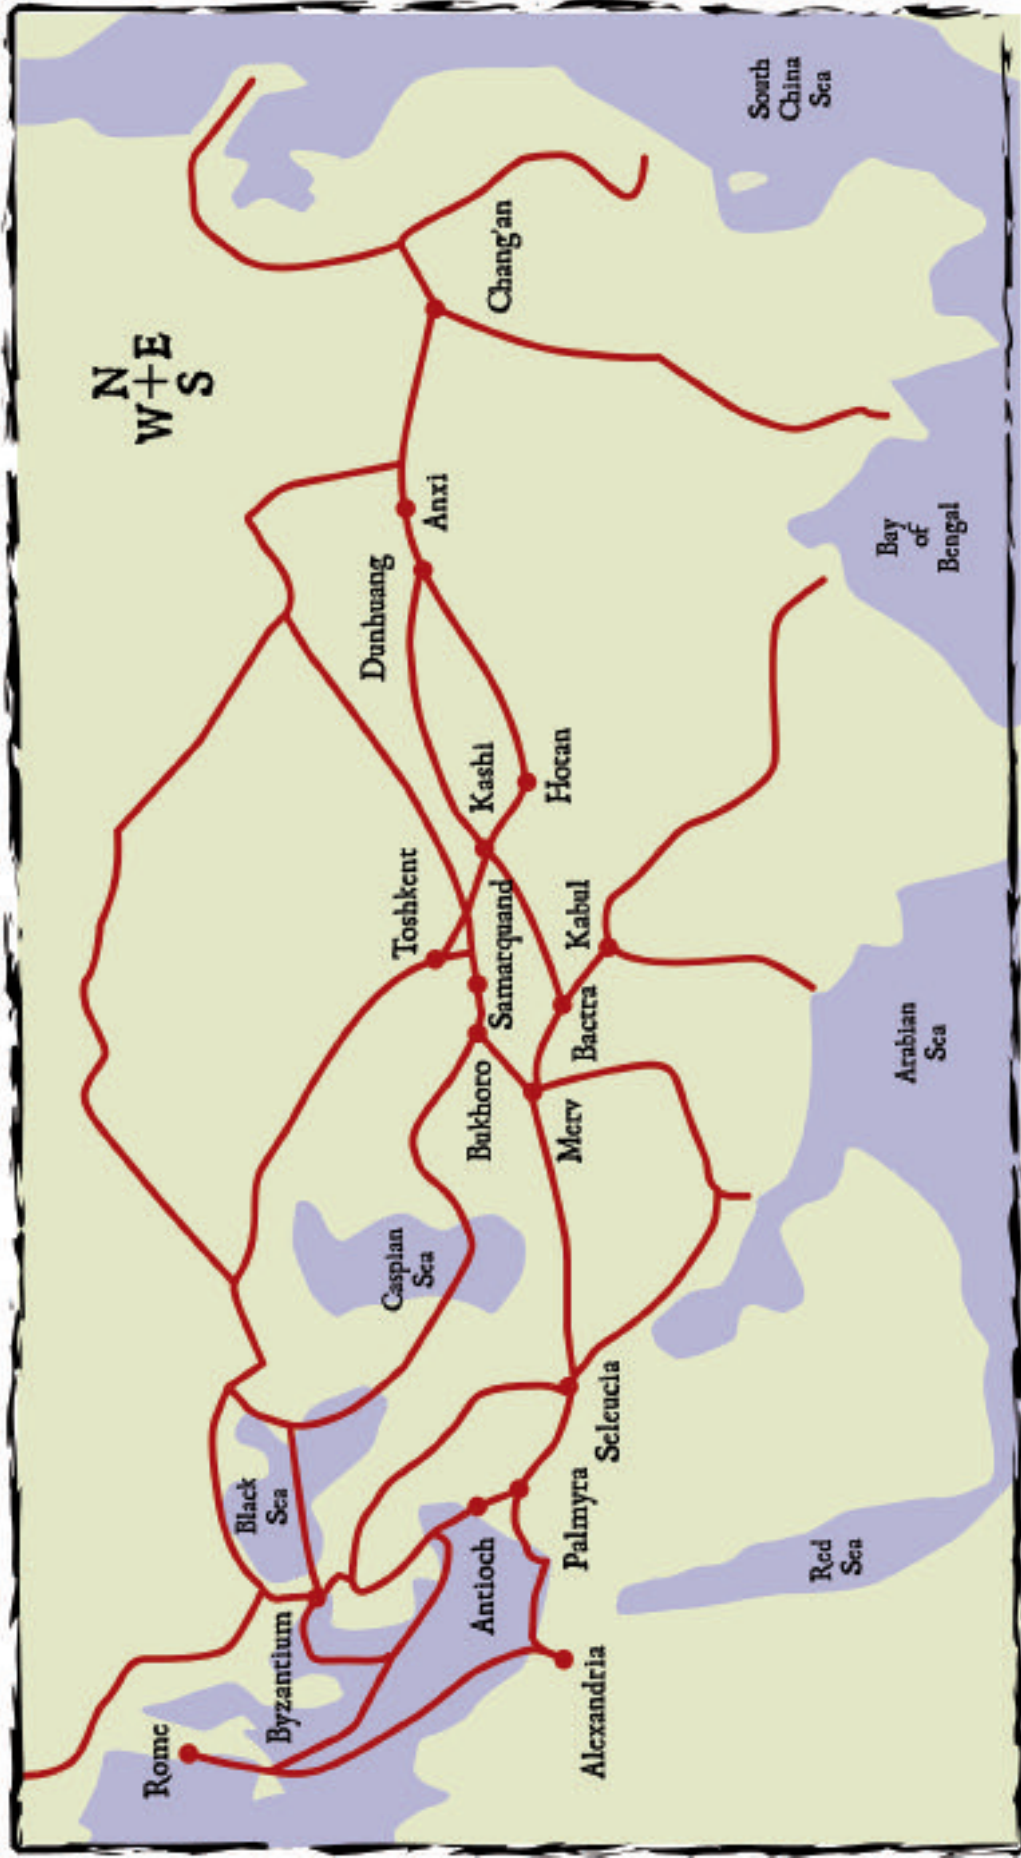 N
W+E
S
Rome
Byzantium
Black
Sea
Antioch
Alexandria
Palmyra
Seleucia
Red
Sea
Caspian
Sea
Bukhoro
Merv
Samarquand
Toshkent
Bactra
Kabul
Arabian
Sea
Kashi
Hotan
Dunhuang
Anxi
Bay
of
Bengal
Chang'an
South
China
Sea